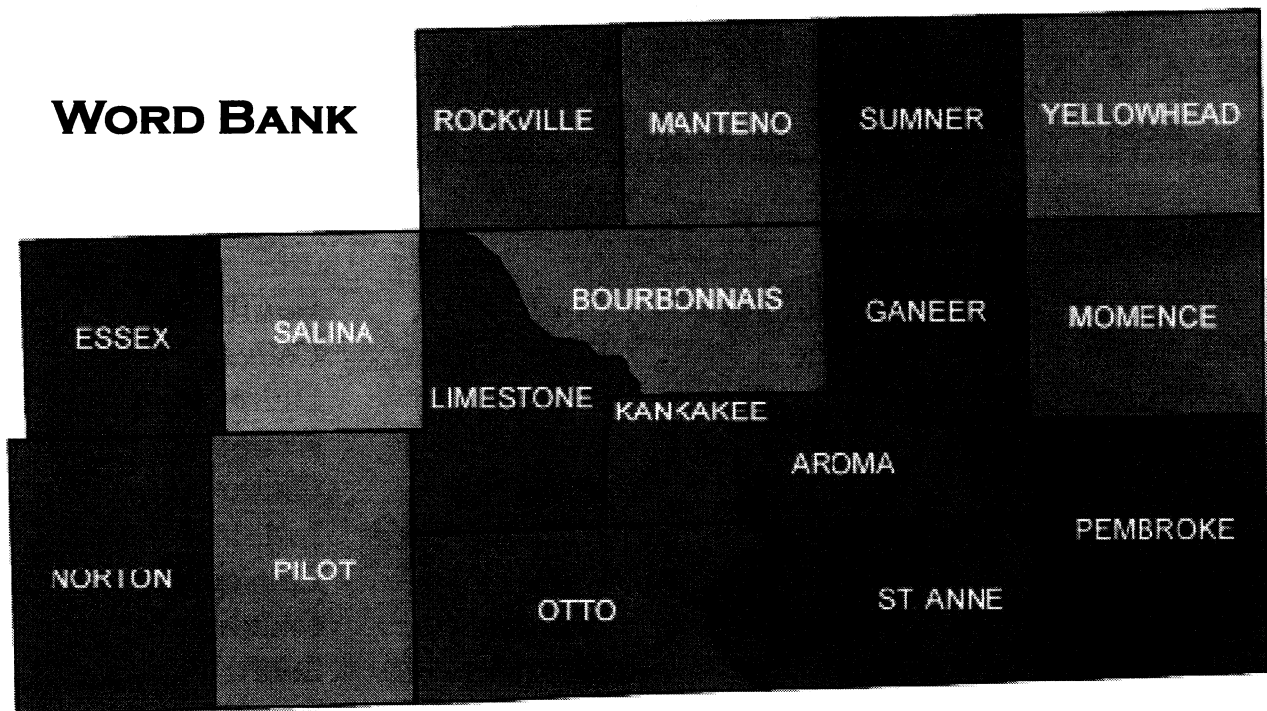 WORD BANK
ROCKVILLE
MANTENO
SUMNER
YELLOWHEAD
ESSEX
SALINA
BOURBONNAIS
GANEER
MOMENCE
LIMESTONE
KANKAKEE
AROMA
NORTON
PILOT
OTTO
ST. ANNE
PEMBROKE